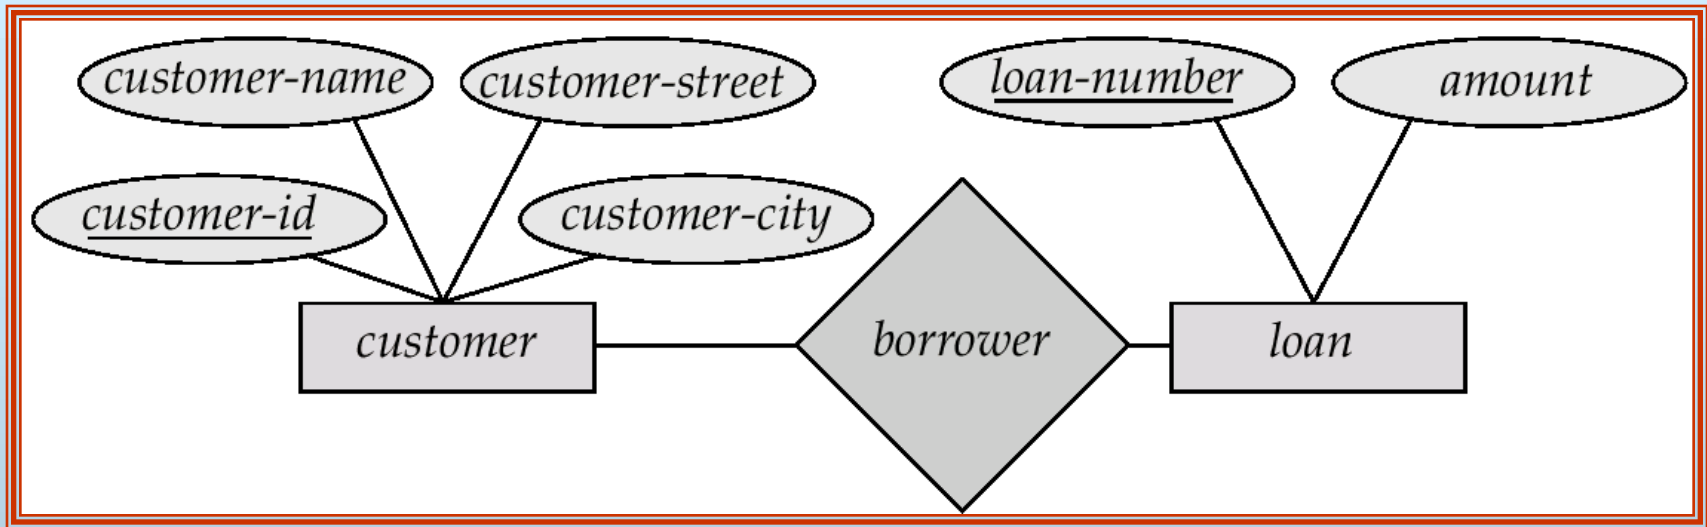 customer-name
customer-street
loan-number
amount
customer-id
customer-city
customer
borrower
loan